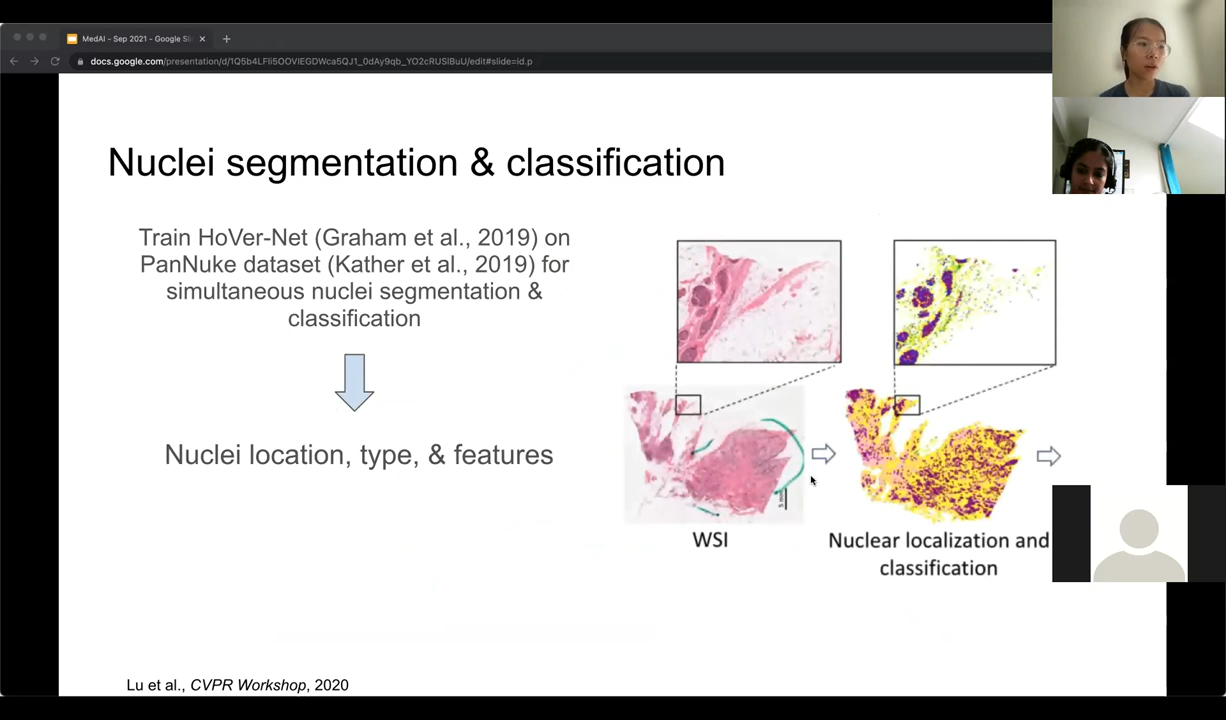 MedAI - Sep 2021 - Google Sli
docs.google.com/presentation/d/1Q5b4LFIi5OOVIEGDWca5QJ1_0dAy9qb_YO2cRUSIBuU/edit#slide=id.p
Nuclei segmentation & classification
Train HoVer-Net (Graham et al., 2019) on
PanNuke dataset (Kather et al., 2019) for
simultaneous nuclei segmentation &
classification
Nuclei location, type, & features
WSI
Nuclear localization and
classification
Lu et al., CVPR Workshop, 2020